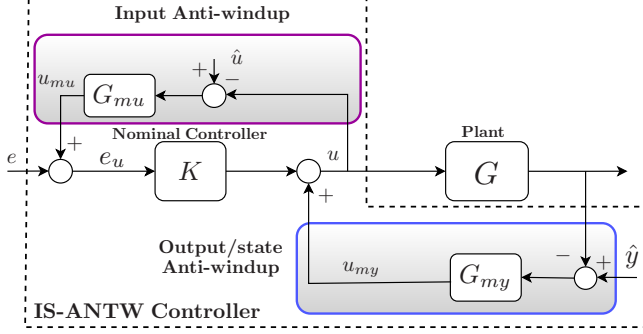 Input Anti-windup
û
+
−
u_mu
G_mu
+
Nominal Controller
Plant
e
e_u
K
u
G
+
Output/state
Anti-windup
u_my
G_my
−
+
ŷ
IS-ANTW Controller